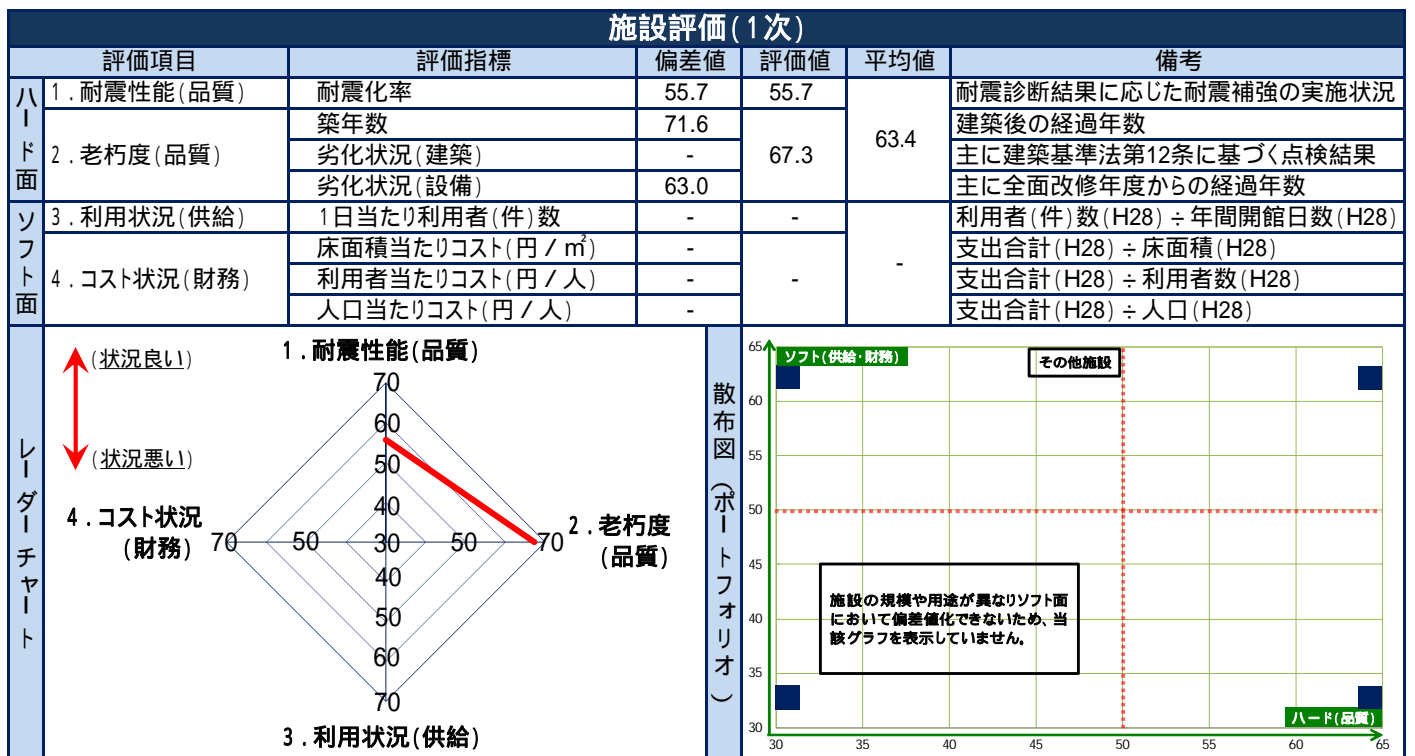 施設評価(1次)
評価項目 評価指標 偏差値 評価値 平均値 備考
ハード面
1．耐震性能(品質) 耐震化率 55.7 55.7 63.4 耐震診断結果に応じた耐震補強の実施状況
2．老朽度(品質) 築年数 71.6 67.3 建築後の経過年数
劣化状況(建築) - 主に建築基準法第12条に基づく点検結果
劣化状況(設備) 63.0 主に全面改修年度からの経過年数
ソフト面
3．利用状況(供給) 1日当たり利用者(件)数 - - - 利用者(件)数(H28)÷年間開館日数(H28)
4．コスト状況(財務) 床面積当たりコスト(円／㎡) - - 支出合計(H28)÷床面積(H28)
利用者当たりコスト(円／人) - 支出合計(H28)÷利用者数(H28)
人口当たりコスト(円／人) - 支出合計(H28)÷人口(H28)
レーダーチャート
(状況良い)
(状況悪い)
1．耐震性能(品質)
70
60
50
40
4．コスト状況
(財務)
70 50 30 50 70
2．老朽度
(品質)
40
50
60
70
3．利用状況(供給)
散布図(ポートフォリオ)
ソフト(供給・財務)
その他施設
65
60
55
50
45
40
35
30
施設の規模や用途が異なりソフト面
において偏差値化できないため、当
該グラフを表示していません。
ハード(品質)
30 35 40 45 50 55 60 65